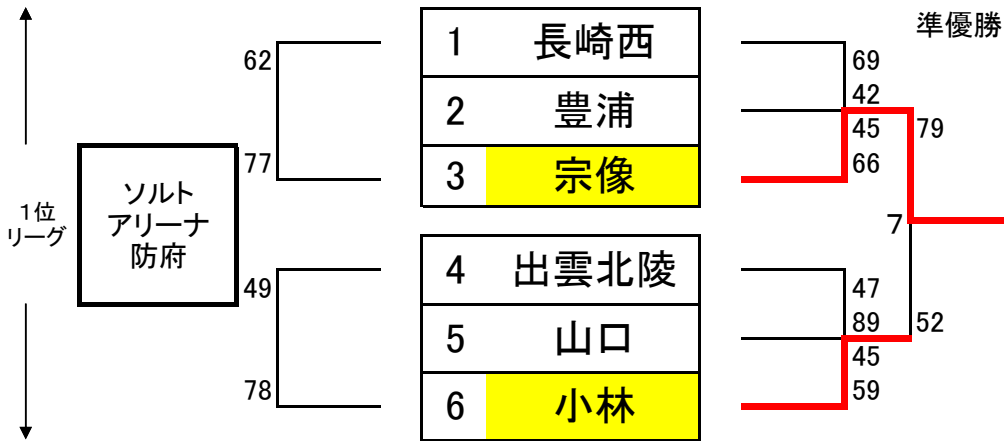 準優勝
1 長崎西
2 豊浦
3 宗像
4 出雲北陵
5 山口
6 小林
1位
リーグ
ソルト
アリーナ
防府
62
77
49
78
69
42
45
66
79
7
47
89
45
59
52